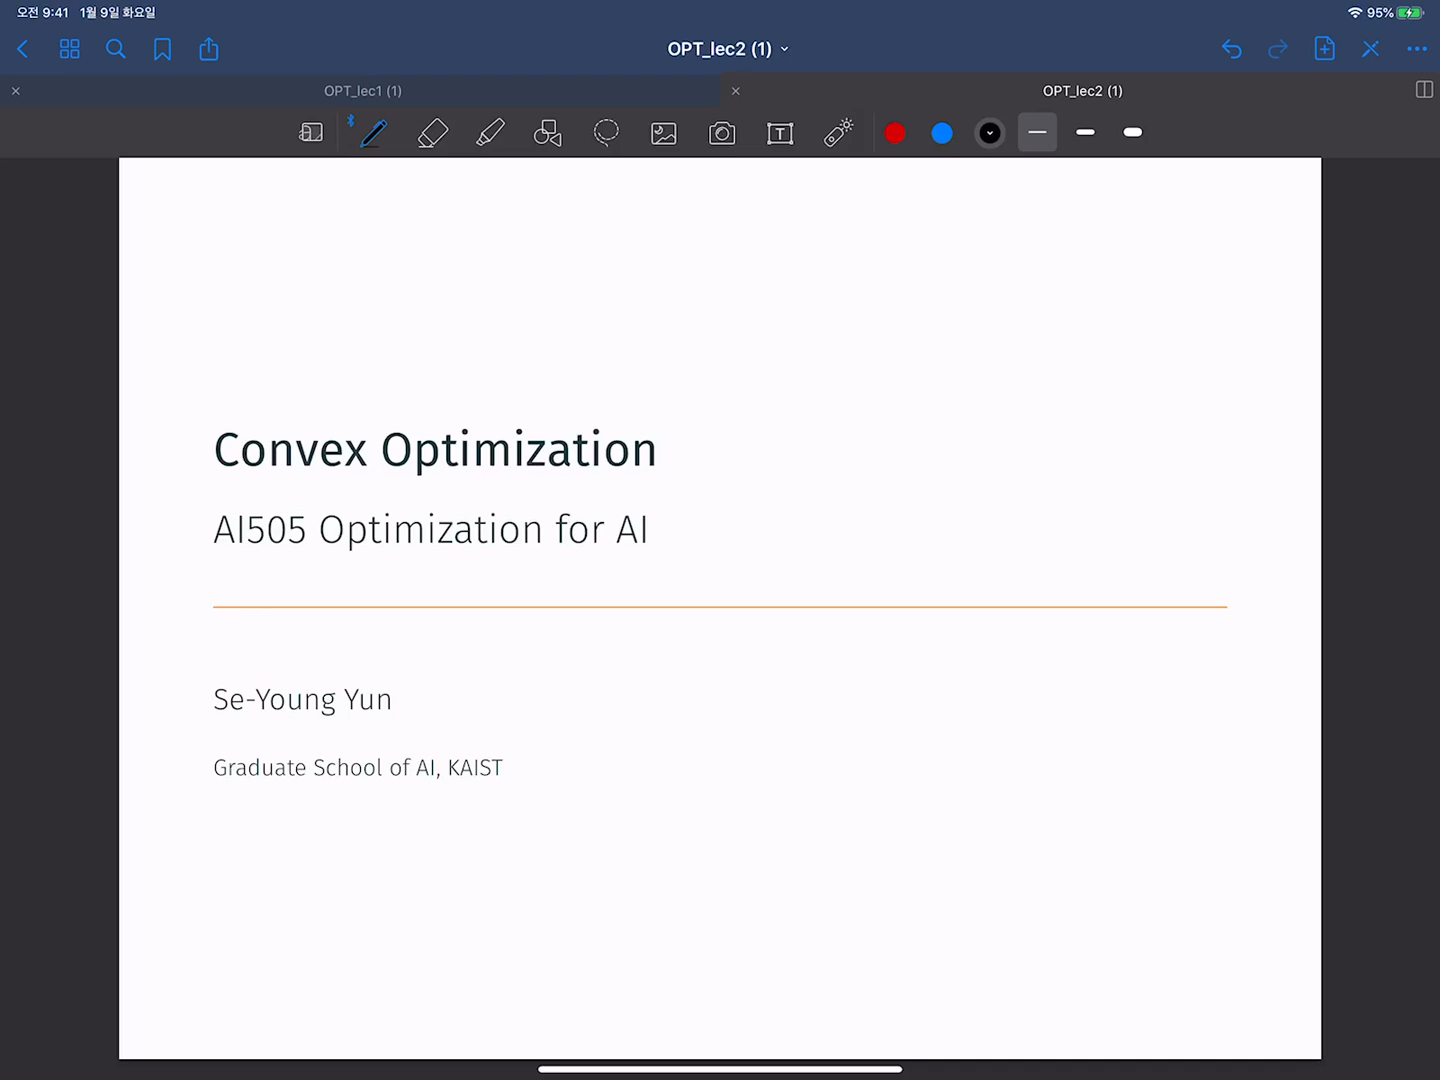 오전 9:41 1월 9일 화요일
95%
OPT_lec2 (1)
OPT_lec1 (1)
OPT_lec2 (1)
T
Convex Optimization
AI505 Optimization for AI
Se-Young Yun
Graduate School of AI, KAIST